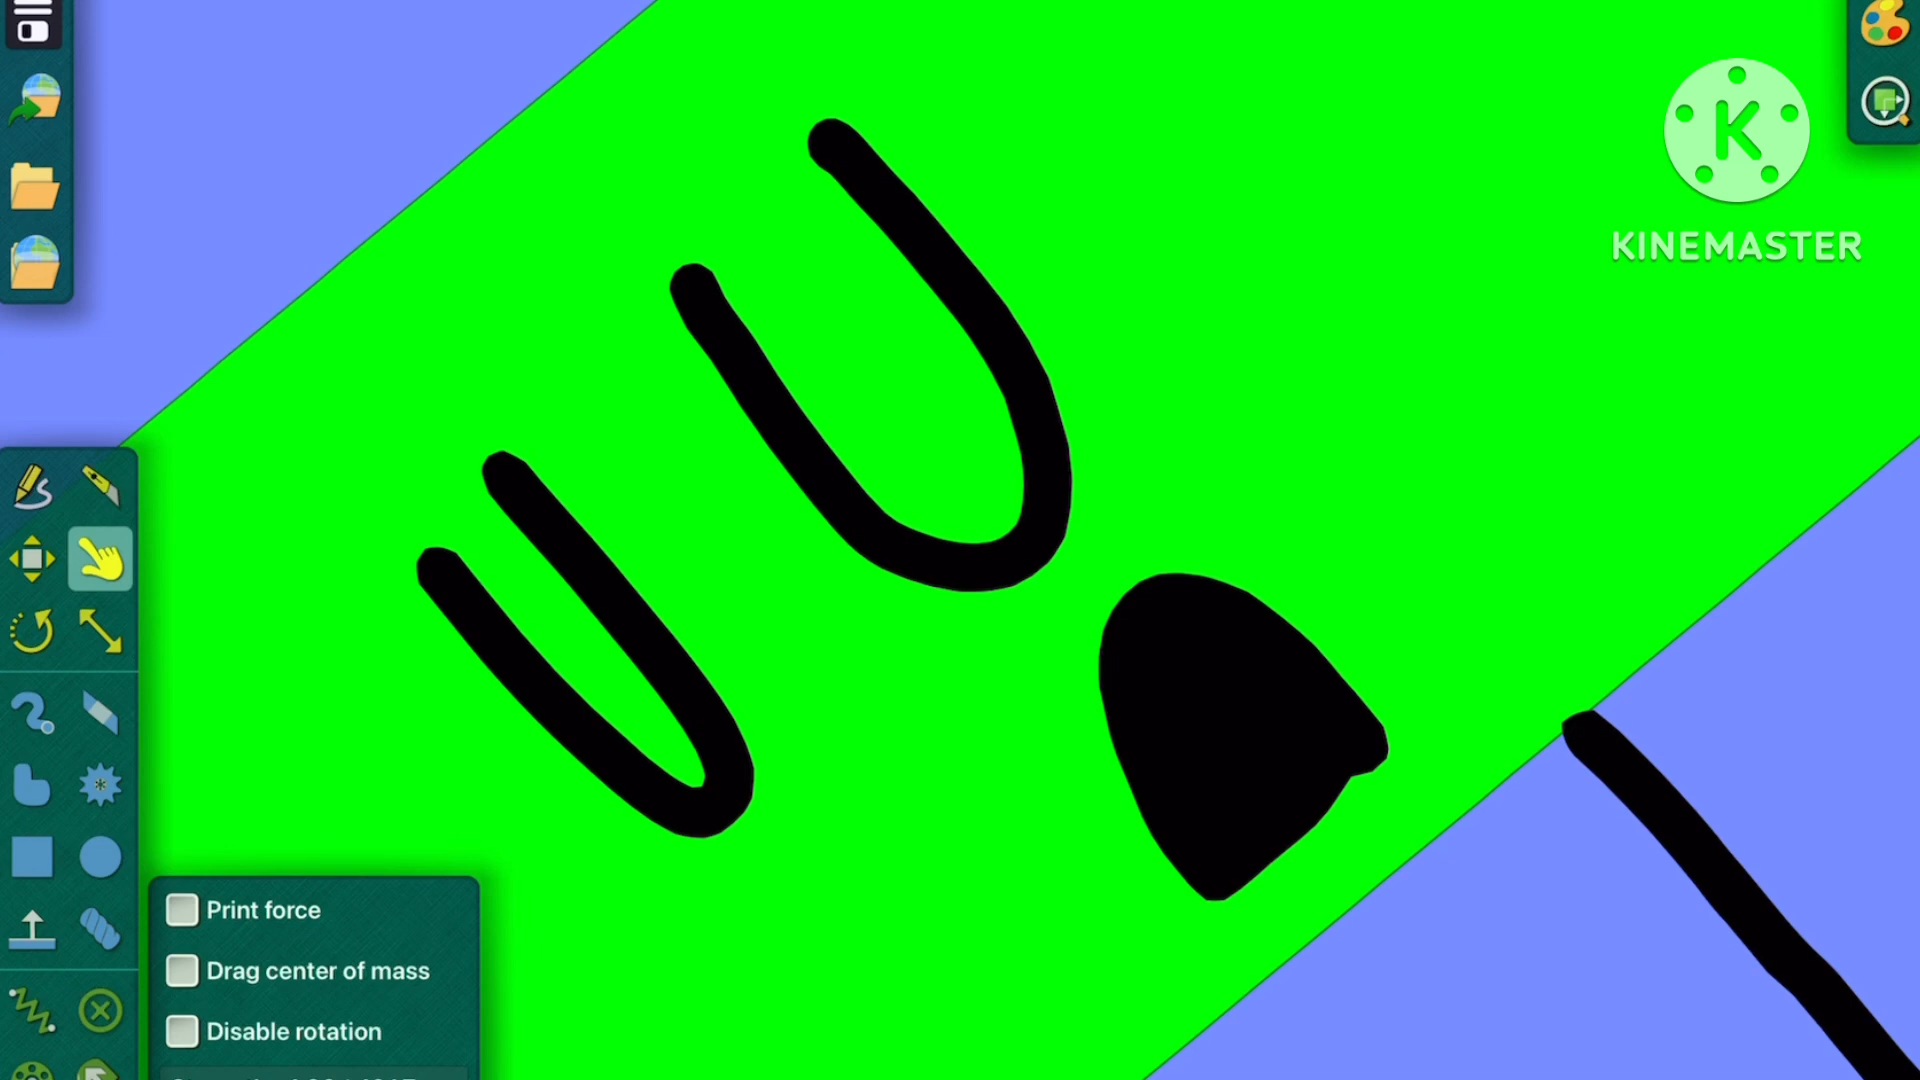 K
KINEMASTER
Print force
Drag center of mass
Disable rotation